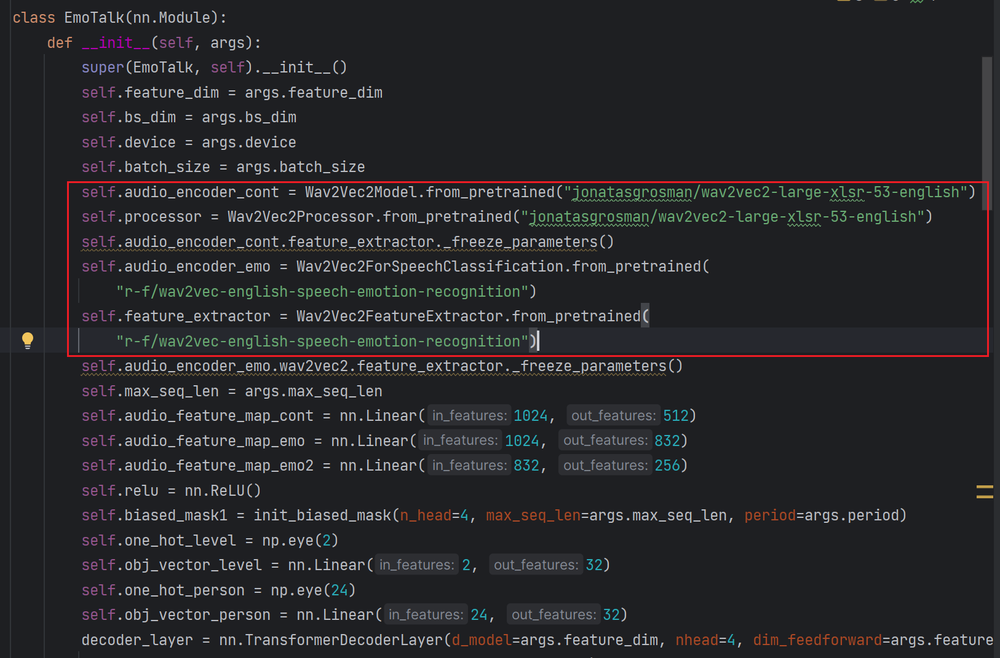 class EmoTalk(nn.Module):
def __init__(self, args):
super(EmoTalk, self).__init__()
self.feature_dim = args.feature_dim
self.bs_dim = args.bs_dim
self.device = args.device
self.batch_size = args.batch_size
self.audio_encoder_cont = Wav2Vec2Model.from_pretrained("jonatasgrosman/wav2vec2-large-xlsr-53-english")
self.processor = Wav2Vec2Processor.from_pretrained("jonatasgrosman/wav2vec2-large-xlsr-53-english")
self.audio_encoder_cont.feature_extractor._freeze_parameters()
self.audio_encoder_emo = Wav2Vec2ForSpeechClassification.from_pretrained(
"r-f/wav2vec-english-speech-emotion-recognition")
self.feature_extractor = Wav2Vec2FeatureExtractor.from_pretrained(
"r-f/wav2vec-english-speech-emotion-recognition")
self.audio_encoder_emo.wav2vec2.feature_extractor._freeze_parameters()
self.max_seq_len = args.max_seq_len
self.audio_feature_map_cont = nn.Linear( in_features: 1024, out_features: 512)
self.audio_feature_map_emo = nn.Linear( in_features: 1024, out_features: 832)
self.audio_feature_map_emo2 = nn.Linear( in_features: 832, out_features: 256)
self.relu = nn.ReLU()
self.biased_mask1 = init_biased_mask(n_head=4, max_seq_len=args.max_seq_len, period=args.period)
self.one_hot_level = np.eye(2)
self.obj_vector_level = nn.Linear( in_features: 2, out_features: 32)
self.one_hot_person = np.eye(24)
self.obj_vector_person = nn.Linear( in_features: 24, out_features: 32)
decoder_layer = nn.TransformerDecoderLayer(d_model=args.feature_dim, nhead=4, dim_feedforward=args.feature